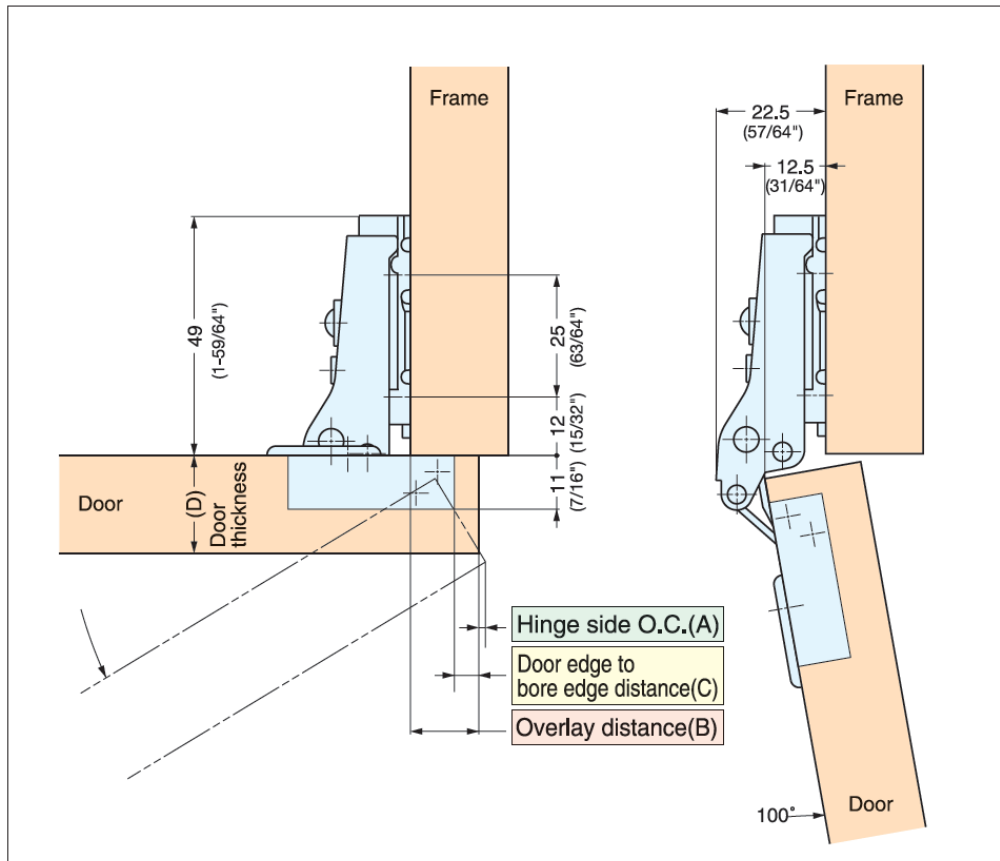 Frame
49
(1-59/64")
25
(63/64")
12
(15/32")
11
(7/16")
Door
(D)
Door
thickness
Hinge side O.C.(A)
Door edge to
bore edge distance(C)
Overlay distance(B)
Frame
22.5
(57/64")
12.5
(31/64")
100°
Door